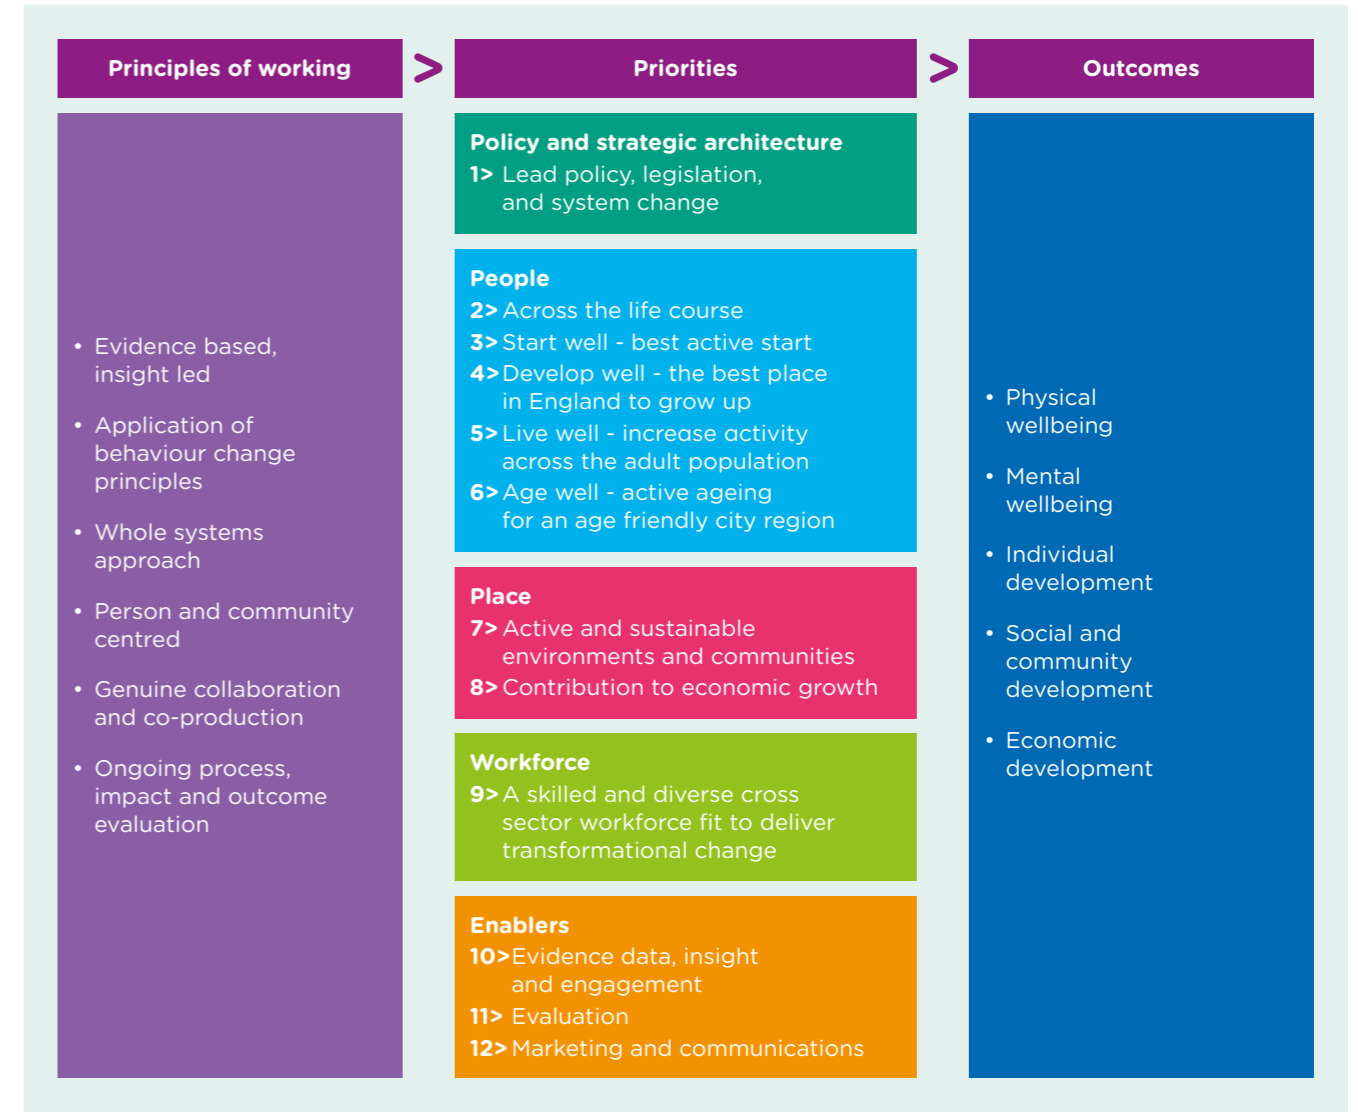 Principles of working
>
Priorities
>
Outcomes
• Evidence based,
insight led
• Application of
behaviour change
principles
• Whole systems
approach
• Person and community
centred
• Genuine collaboration
and co-production
• Ongoing process,
impact and outcome
evaluation
Policy and strategic architecture
1> Lead policy, legislation,
and system change
People
2> Across the life course
3> Start well - best active start
4> Develop well - the best place
in England to grow up
5> Live well - increase activity
across the adult population
6> Age well - active ageing
for an age friendly city region
Place
7> Active and sustainable
environments and communities
8> Contribution to economic growth
Workforce
9> A skilled and diverse cross
sector workforce fit to deliver
transformational change
Enablers
10> Evidence data, insight
and engagement
11> Evaluation
12> Marketing and communications
• Physical
wellbeing
• Mental
wellbeing
• Individual
development
• Social and
community
development
• Economic
development